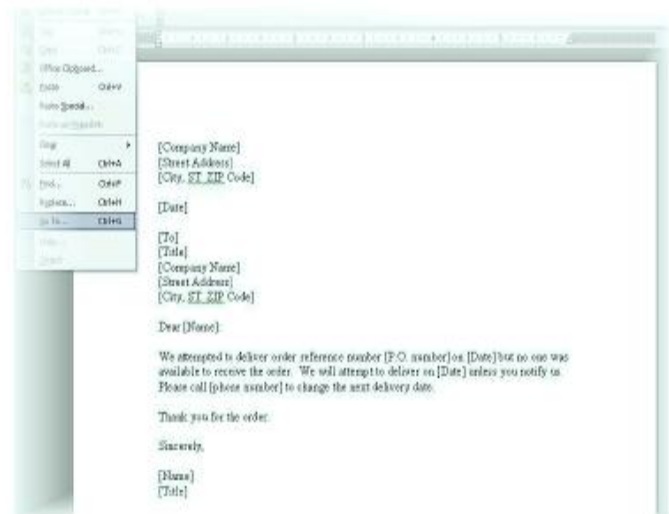 Office Clipboard...
Paste Ctrl+V
Paste Special...
Clear
Select All Ctrl+A
Find... Ctrl+F
Replace... Ctrl+H
Go To... Ctrl+G
[Company Name]
[Street Address]
[City, ST ZIP Code]
[Date]
[To]
[Title]
[Company Name]
[Street Address]
[City, ST ZIP Code]
Dear [Name]:
We attempted to deliver order reference number [P.O. number] on [Date] but no one was
available to receive the order. We will attempt to deliver on [Date] unless you notify us.
Please call [phone number] to change the next delivery date.
Thank you for the order.
Sincerely,
[Name]
[Title]